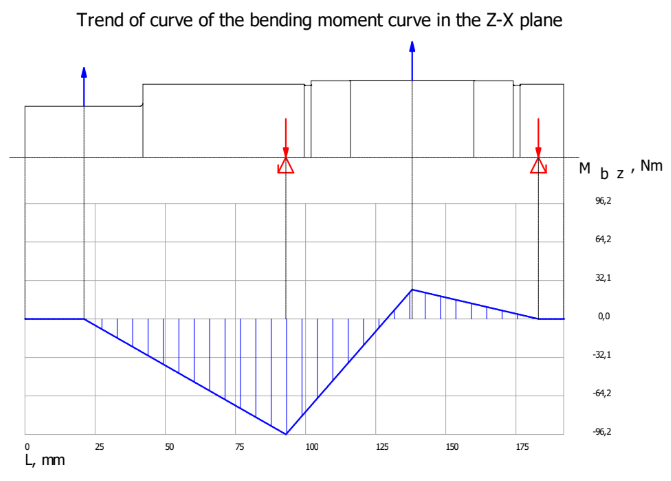 Trend of curve of the bending moment curve in the Z-X plane
M b z , Nm
96,2
64,2
32,1
0,0
-32,1
-64,2
-96,2
0 25 50 75 100 125 150 175
L, mm